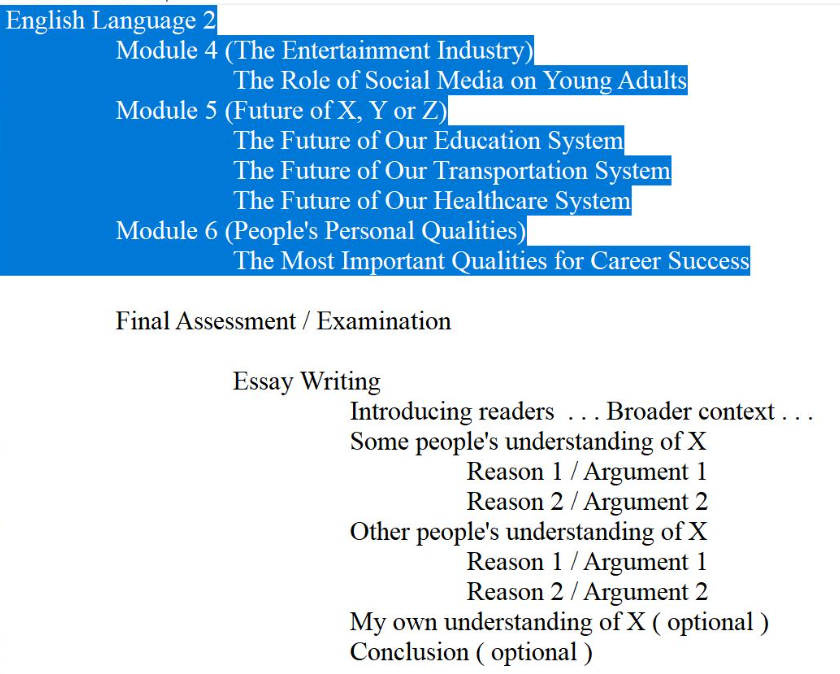 English Language 2
Module 4 (The Entertainment Industry)
The Role of Social Media on Young Adults
Module 5 (Future of X, Y or Z)
The Future of Our Education System
The Future of Our Transportation System
The Future of Our Healthcare System
Module 6 (People's Personal Qualities)
The Most Important Qualities for Career Success
Final Assessment / Examination
Essay Writing
Introducing readers . . . Broader context . . .
Some people's understanding of X
Reason 1 / Argument 1
Reason 2 / Argument 2
Other people's understanding of X
Reason 1 / Argument 1
Reason 2 / Argument 2
My own understanding of X ( optional )
Conclusion ( optional )